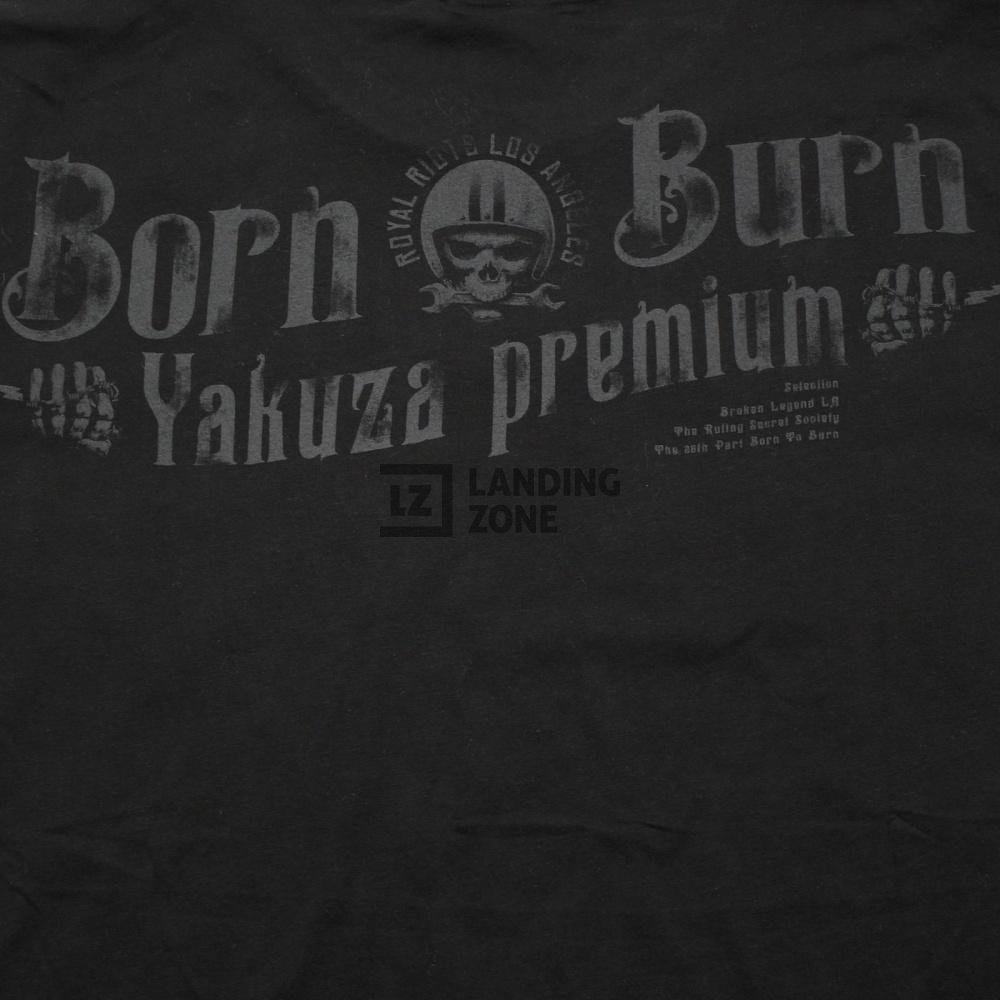 Born Burn
ROYAL RIOTS LOS ANGELES
Yakuza premium
Selection
Broken Legend LA
The Ruling Secret Society
The 28th Part Born To Burn
LZ
LANDING
ZONE